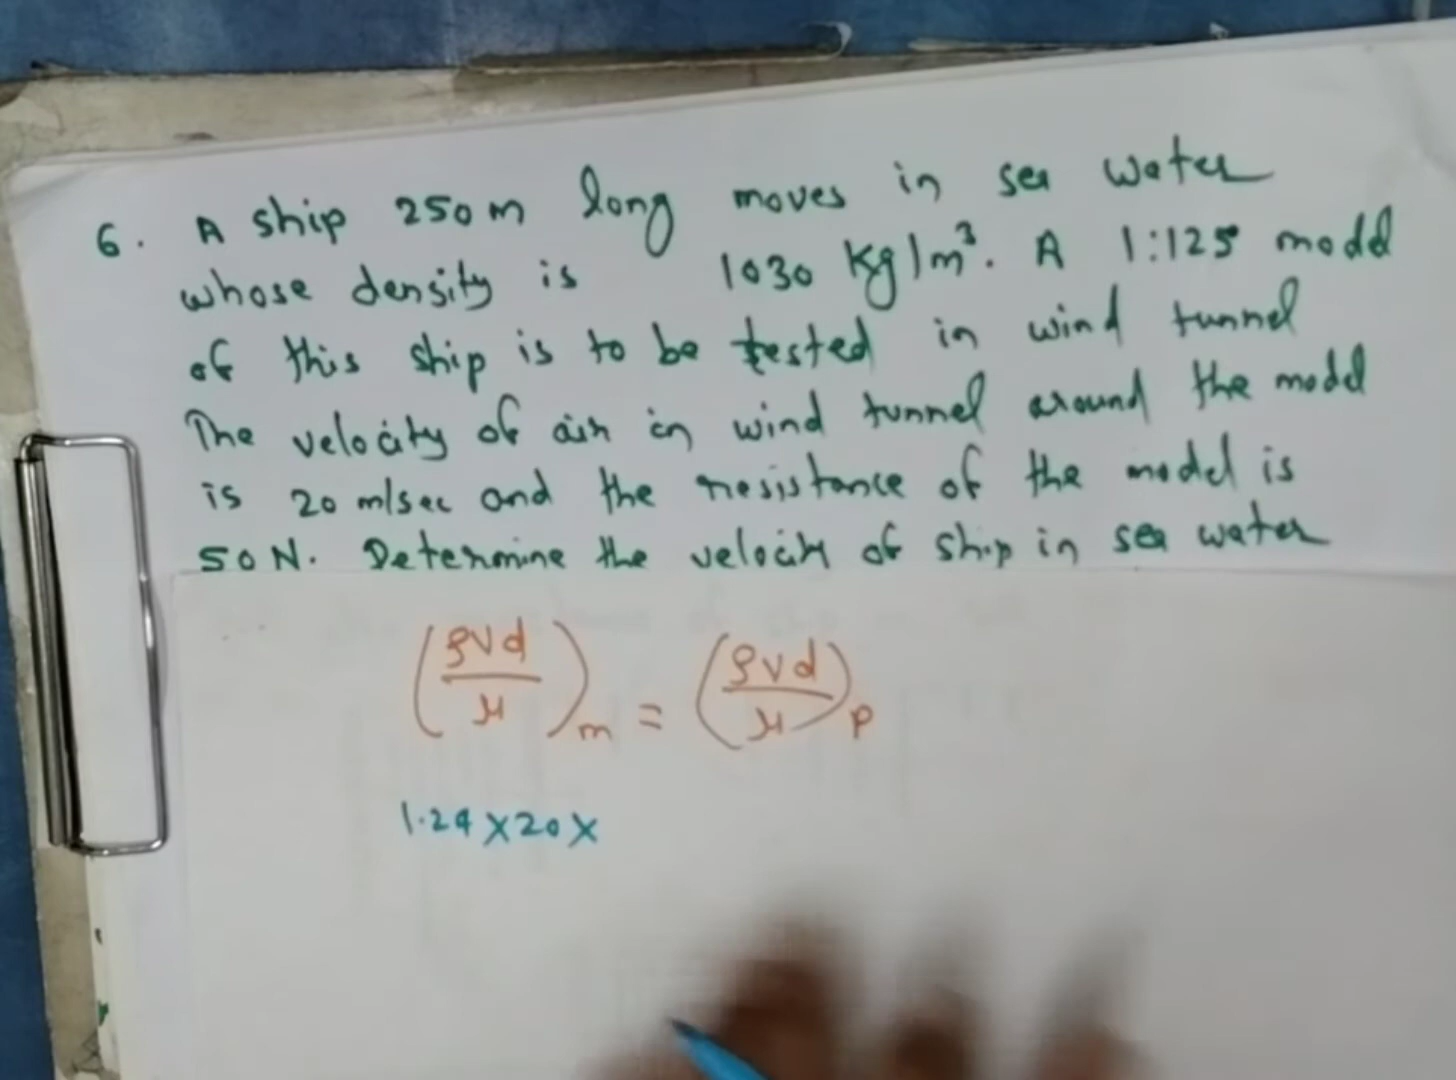 6. A ship 250m long moves in sea water
whose density is 1030 kg/m³. A 1:125 model
of this ship is to be tested in wind tunnel
The velocity of air in wind tunnel around the model
is 20 m/sec and the resistance of the model is
50N. Determine the velocity of ship in sea water
(ρVd/μ)m = (ρVd/μ)p
1.24 × 20 ×